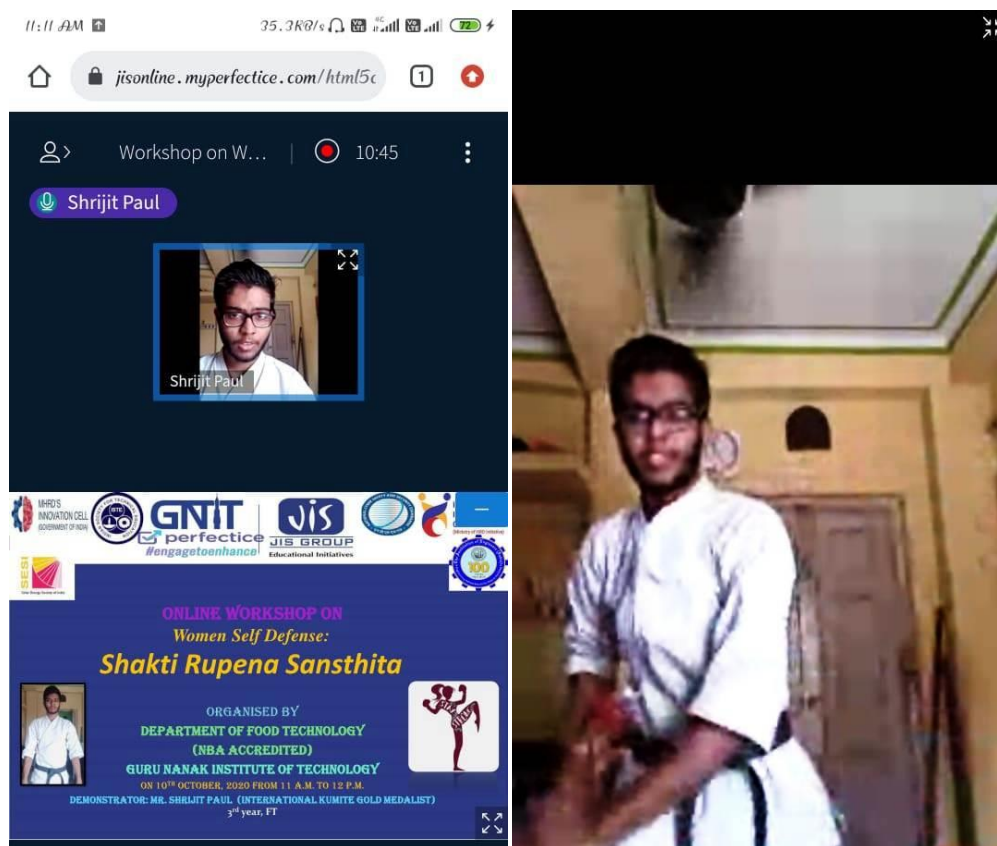 11:11 AM 35.3KB/s 72
jisonline.myperfectice.com/html5c 1
Workshop on W... | 10:45
Shrijit Paul
Shrijit Paul
MHRD'S
INNOVATION CELL
(GOVERNMENT OF INDIA)
ISTE
GNIT
perfectice
#engagetoenhance
JIS
JIS GROUP
Educational Initiatives
SESI
100
ONLINE WORKSHOP ON
Women Self Defense:
Shakti Rupena Sansthita
ORGANISED BY
DEPARTMENT OF FOOD TECHNOLOGY
(NBA ACCREDITED)
GURU NANAK INSTITUTE OF TECHNOLOGY
ON 10TH OCTOBER, 2020 FROM 11 A.M. TO 12 P.M.
DEMONSTRATOR: MR. SHRIJIT PAUL (INTERNATIONAL KUMITE GOLD MEDALIST)
3rd year, FT